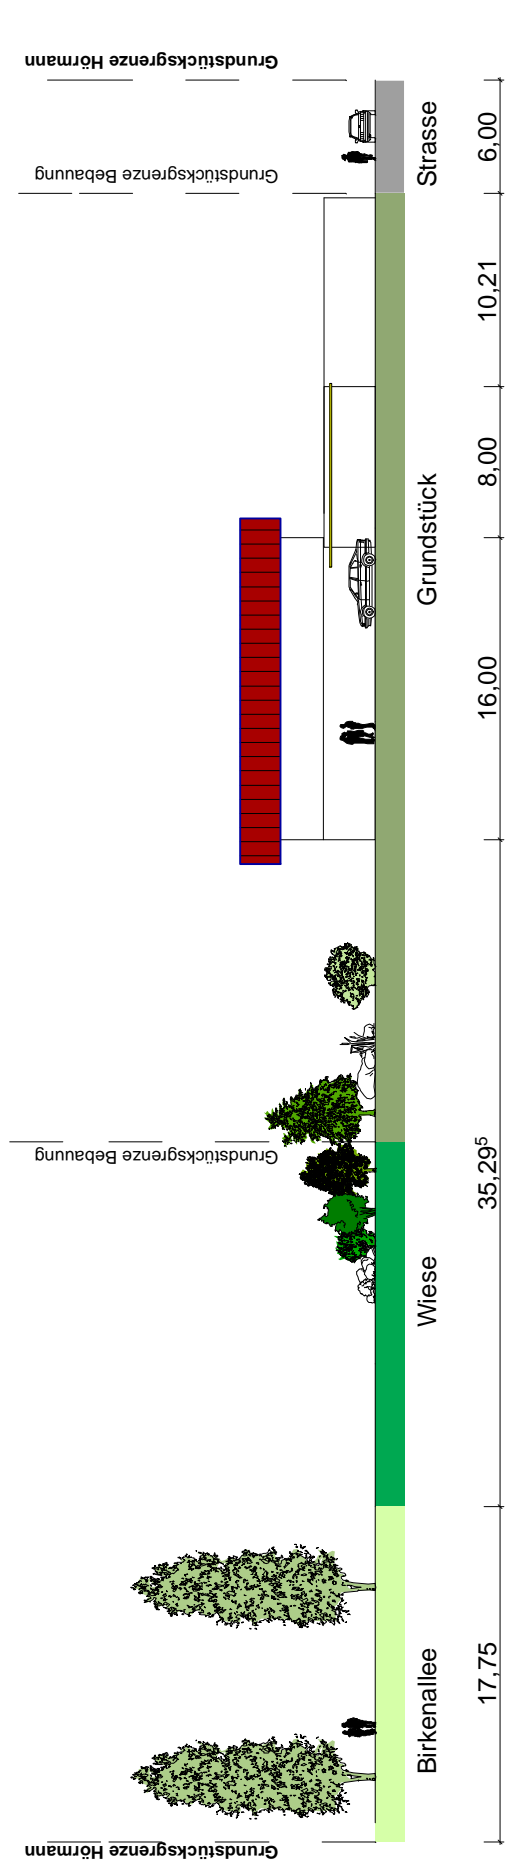 Grundstücksgrenze Hörmann
Grundstücksgrenze Bebauung
Grundstücksgrenze Bebauung
Grundstücksgrenze Hörmann
Birkenallee
Wiese
Grundstück
Strasse
17,75
35,29⁵
16,00
8,00
10,21
6,00